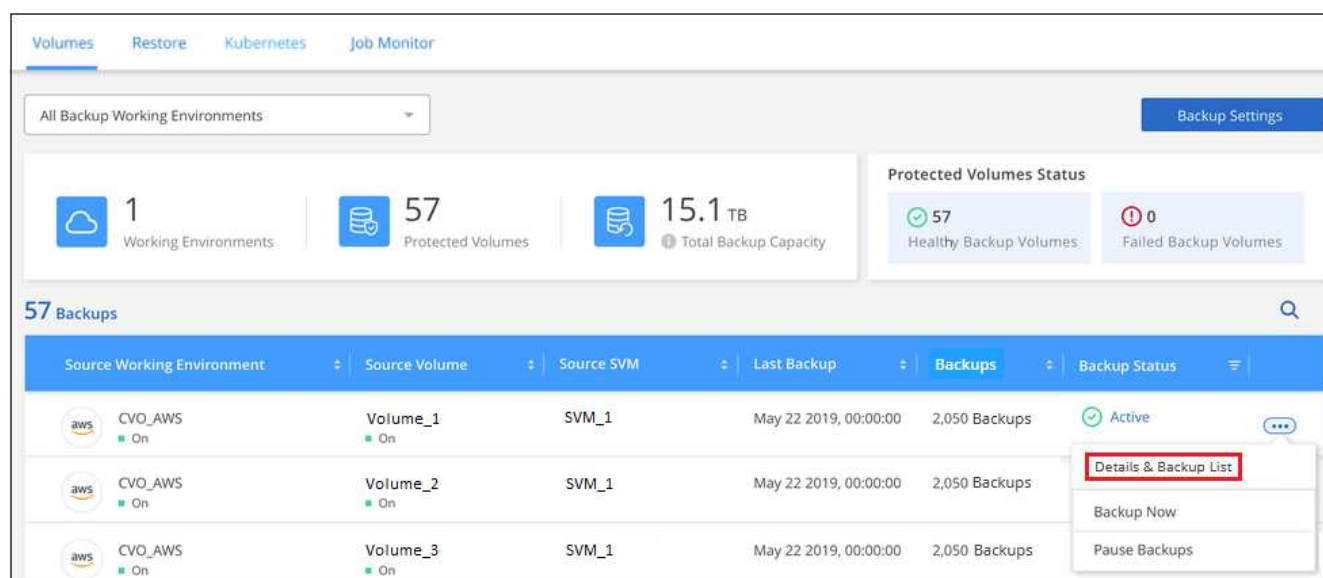 Volumes Restore Kubernetes Job Monitor
All Backup Working Environments Backup Settings
Protected Volumes Status
1 57 15.1 TB 57 0
Working Environments Protected Volumes Total Backup Capacity Healthy Backup Volumes Failed Backup Volumes
57 Backups
Source Working Environment Source Volume Source SVM Last Backup Backups Backup Status
aws CVO_AWS Volume_1 SVM_1 May 22 2019, 00:00:00 2,050 Backups Active
On On
Details & Backup List
aws CVO_AWS Volume_2 SVM_1 May 22 2019, 00:00:00 2,050 Backups
On On
Backup Now
aws CVO_AWS Volume_3 SVM_1 May 22 2019, 00:00:00 2,050 Backups Pause Backups
On On